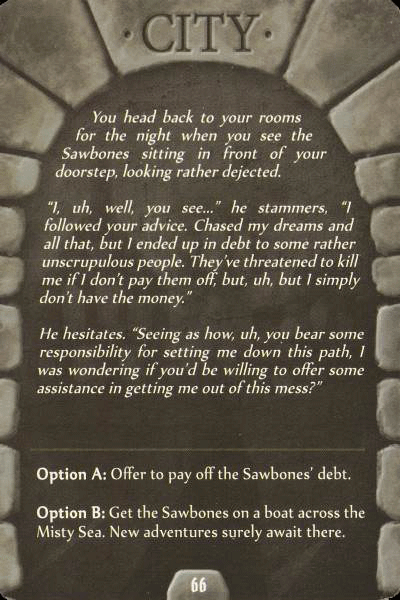 · CITY ·
You head back to your rooms
for the night when you see the
Sawbones sitting in front of your
doorstep, looking rather dejected.
“I, uh, well, you see...” he stammers, “I
followed your advice. Chased my dreams and
all that, but I ended up in debt to some rather
unscrupulous people. They’ve threatened to kill
me if I don’t pay them off, but, uh, but I simply
don’t have the money.”
He hesitates. “Seeing as how, uh, you bear some
responsibility for setting me down this path, I
was wondering if you’d be willing to offer some
assistance in getting me out of this mess?”
Option A: Offer to pay off the Sawbones’ debt.
Option B: Get the Sawbones on a boat across the
Misty Sea. New adventures surely await there.
66